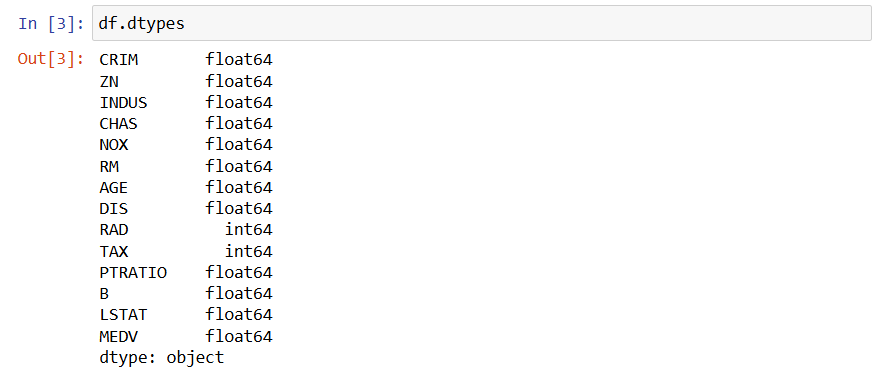 In [3]: df.dtypes
Out[3]: CRIM       float64
        ZN         float64
        INDUS      float64
        CHAS       float64
        NOX        float64
        RM         float64
        AGE        float64
        DIS        float64
        RAD          int64
        TAX          int64
        PTRATIO    float64
        B          float64
        LSTAT      float64
        MEDV       float64
        dtype: object